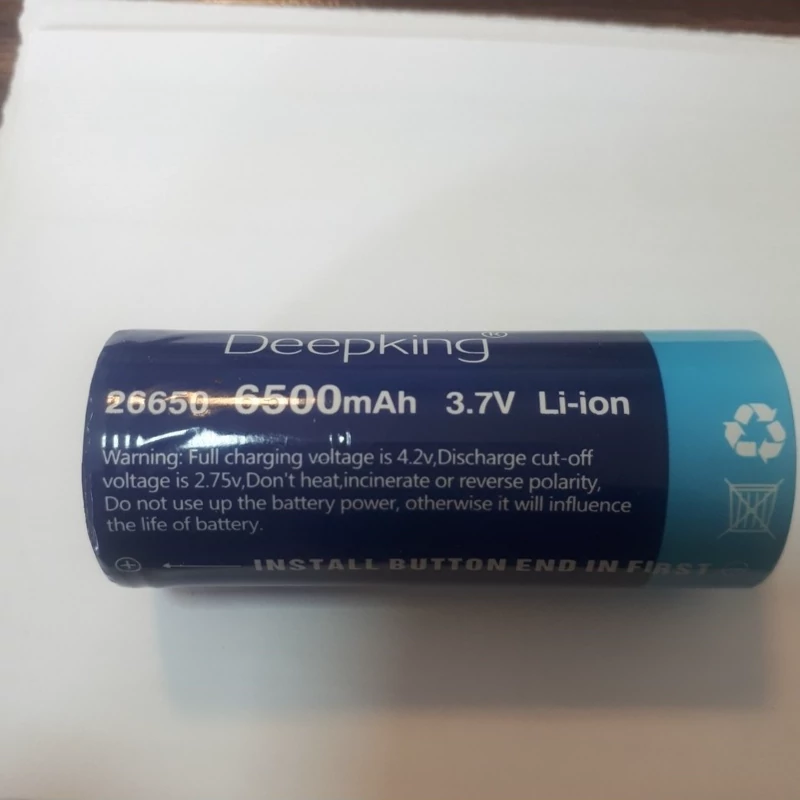 Deepking®
26650 6500mAh 3.7V Li-ion
Warning: Full charging voltage is 4.2v,Discharge cut-off
voltage is 2.75v,Don't heat,incinerate or reverse polarity,
Do not use up the battery power, otherwise it will influence
the life of battery.
INSTALL BUTTON END IN FIRST